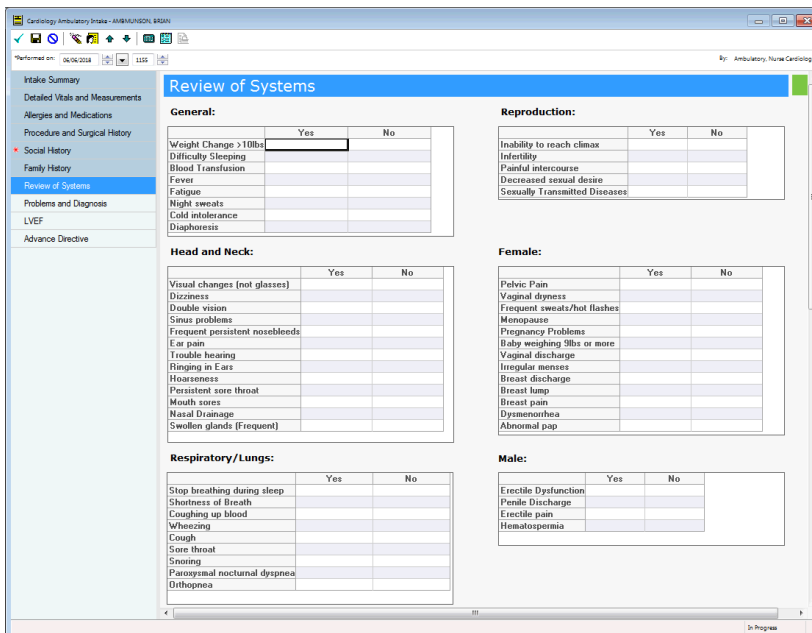 Cardiology Ambulatory Intake - AMBMUNSON, BRIAN
*Performed on: 06/06/2018 1155 By: Ambulatory, Nurse Cardiolog
Intake Summary
Detailed Vitals and Measurements
Allergies and Medications
Procedure and Surgical History
* Social History
Family History
Review of Systems
Problems and Diagnosis
LVEF
Advance Directive
Review of Systems
General:
Yes No
Weight Change >10lbs
Difficulty Sleeping
Blood Transfusion
Fever
Fatigue
Night sweats
Cold intolerance
Diaphoresis
Reproduction:
Yes No
Inability to reach climax
Infertility
Painful intercourse
Decreased sexual desire
Sexually Transmitted Diseases
Head and Neck:
Yes No
Visual changes (not glasses)
Dizziness
Double vision
Sinus problems
Frequent persistent nosebleeds
Ear pain
Trouble hearing
Ringing in Ears
Hoarseness
Persistent sore throat
Mouth sores
Nasal Drainage
Swollen glands (Frequent)
Female:
Yes No
Pelvic Pain
Vaginal dryness
Frequent sweats/hot flashes
Menopause
Pregnancy Problems
Baby weighing 9lbs or more
Vaginal discharge
Irregular menses
Breast discharge
Breast lump
Breast pain
Dysmenorrhea
Abnormal pap
Respiratory/Lungs:
Yes No
Stop breathing during sleep
Shortness of Breath
Coughing up blood
Wheezing
Cough
Sore throat
Snoring
Paroxysmal nocturnal dyspnea
Orthopnea
Male:
Yes No
Erectile Dysfunction
Penile Discharge
Erectile pain
Hematospermia
In Progress